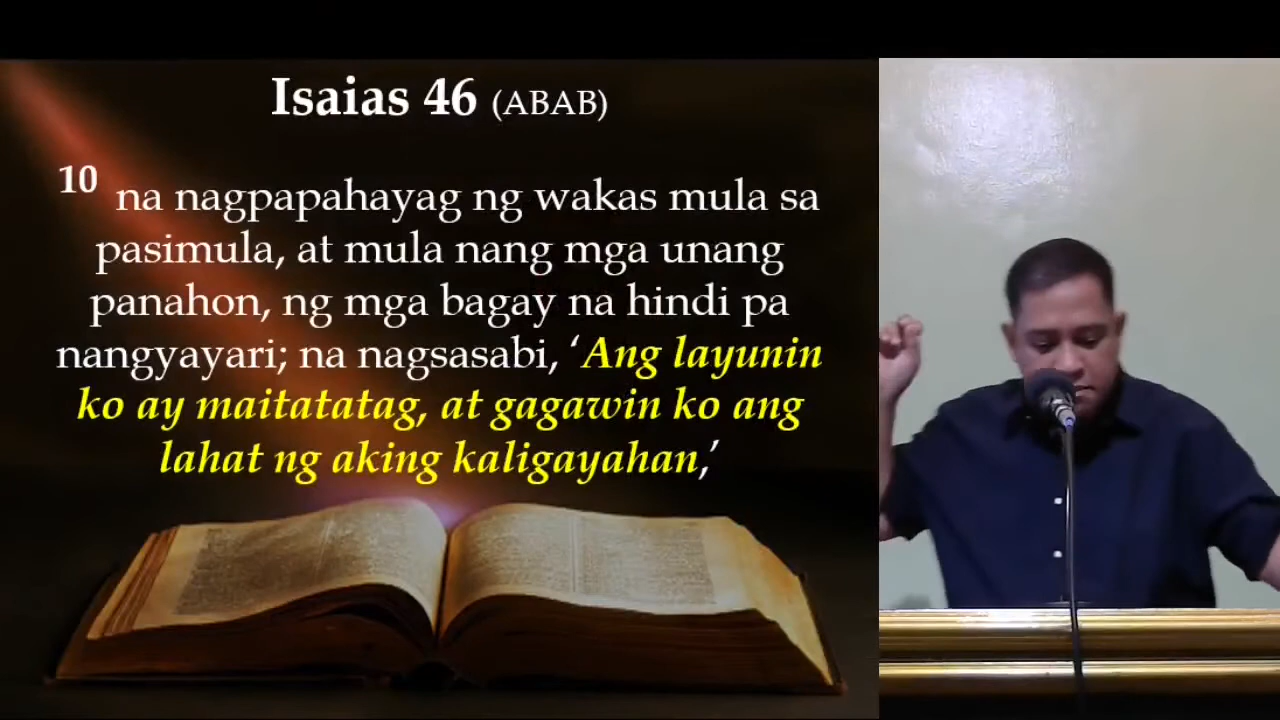 Isaias 46 (ABAB)
10 na nagpapahayag ng wakas mula sa
pasimula, at mula nang mga unang
panahon, ng mga bagay na hindi pa
nangyayari; na nagsasabi, ‘Ang layunin
ko ay maitatatag, at gagawin ko ang
lahat ng aking kaligayahan,’